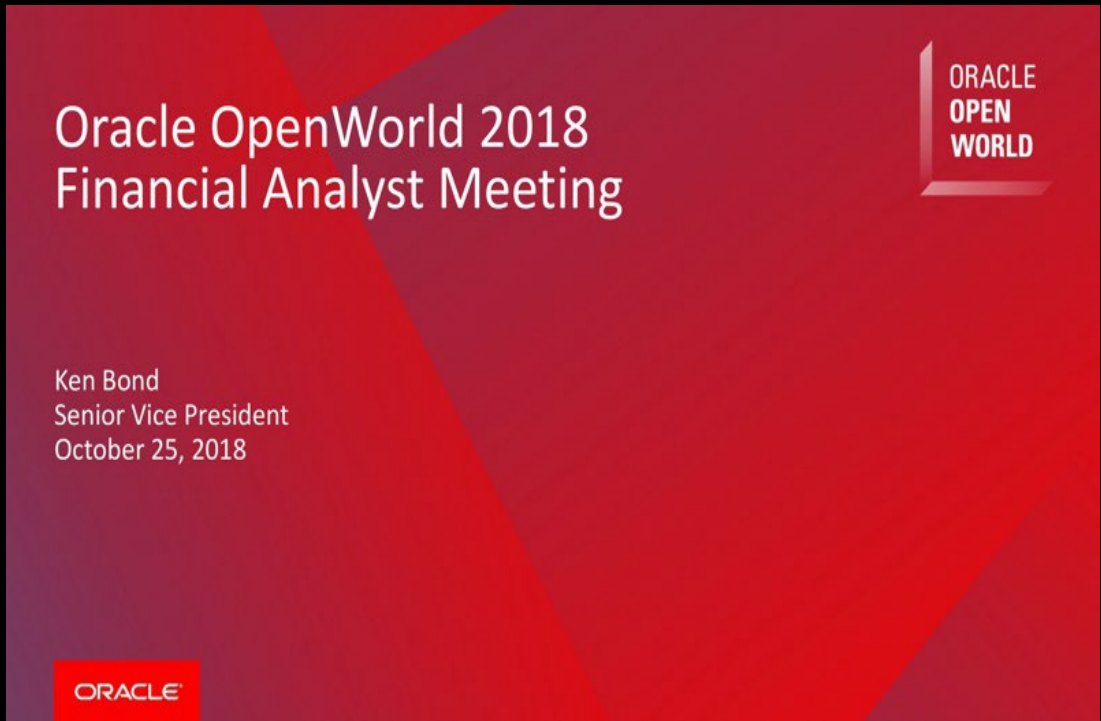 Oracle OpenWorld 2018
Financial Analyst Meeting
ORACLE
OPEN
WORLD
Ken Bond
Senior Vice President
October 25, 2018
ORACLE®